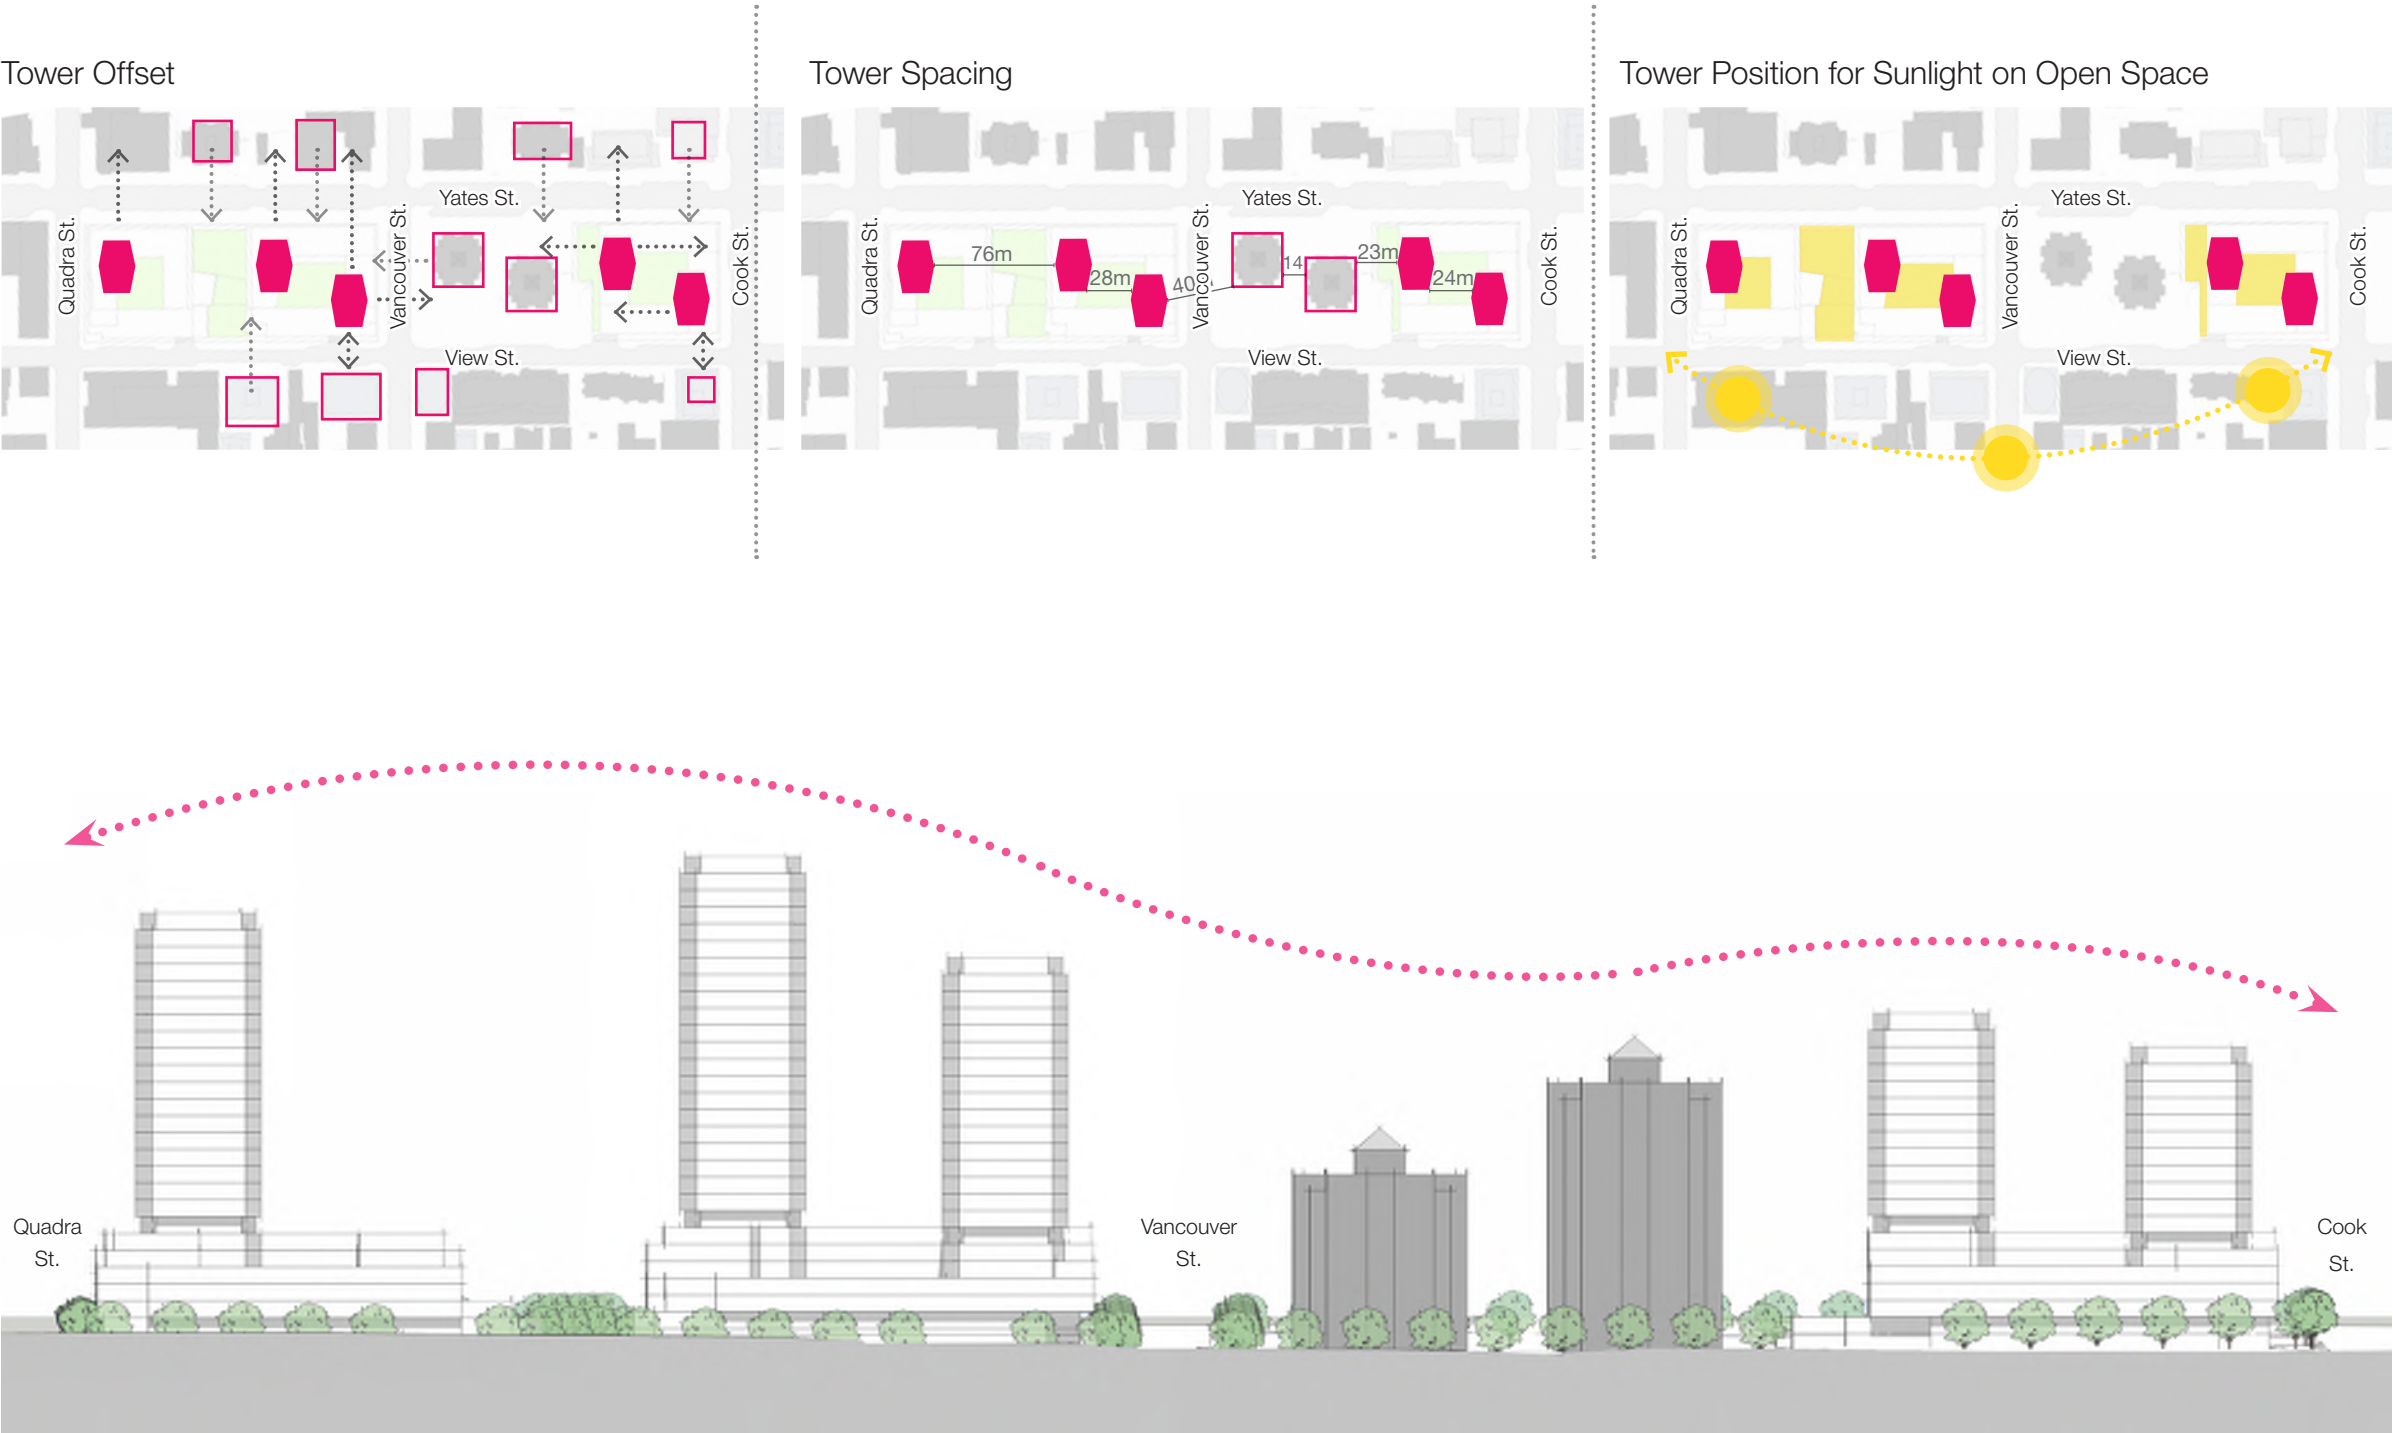 Tower Offset
Yates St.
Quadra St.
Vancouver St.
Cook St.
View St.
Tower Spacing
Yates St.
Quadra St.
76m
28m
40
Vancouver St.
14
23m
24m
Cook St.
View St.
Tower Position for Sunlight on Open Space
Yates St.
Quadra St.
Vancouver St.
Cook St.
View St.
Quadra
St.
Vancouver
St.
Cook
St.